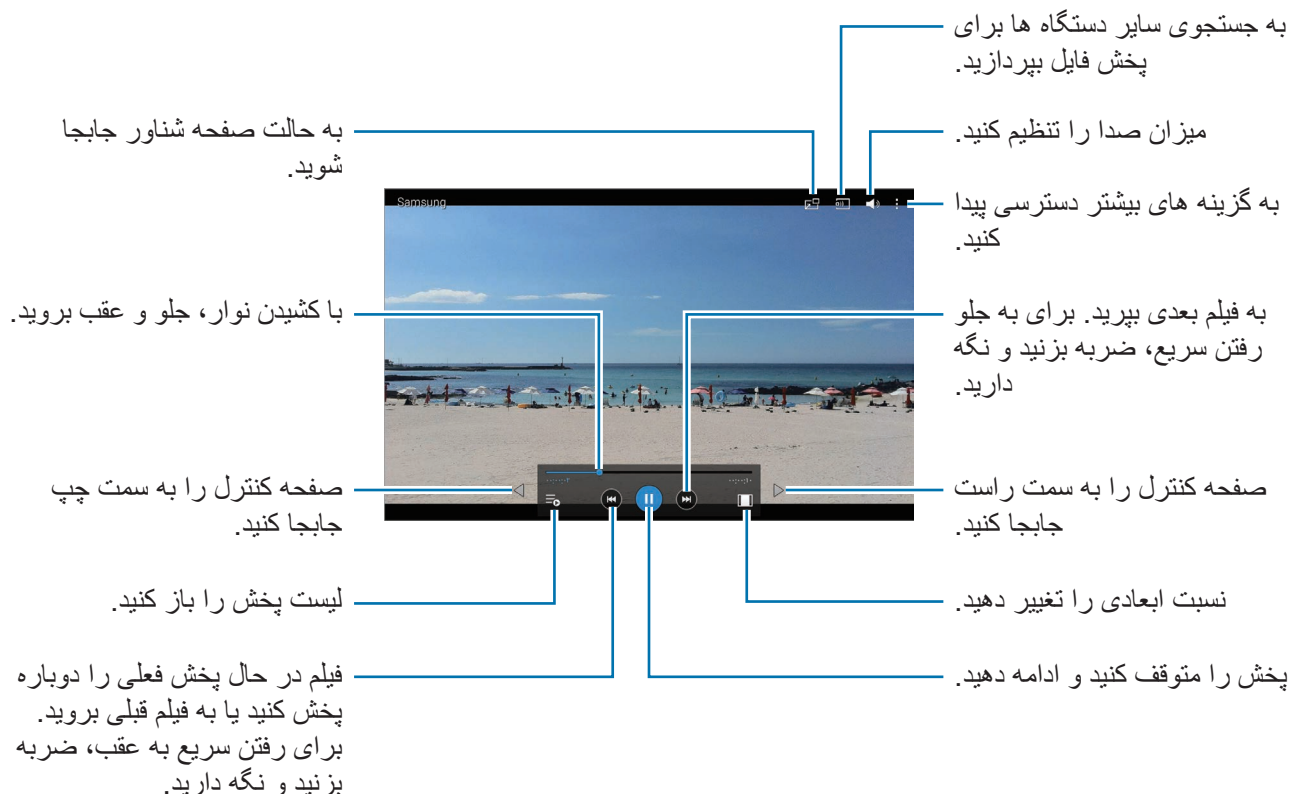 به جستجوی سایر دستگاه ها برای
پخش فایل بپردازید.
میزان صدا را تنظیم کنید.
به حالت صفحه شناور جابجا
شوید.
Samsung
به گزینه های بیشتر دسترسی پیدا
کنید.
به فیلم بعدی بپرید. برای به جلو
رفتن سریع، ضربه بزنید و نگه
دارید.
با کشیدن نوار، جلو و عقب بروید.
صفحه کنترل را به سمت راست
جابجا کنید.
صفحه کنترل را به سمت چپ
جابجا کنید.
نسبت ابعادی را تغییر دهید.
لیست پخش را باز کنید.
پخش را متوقف کنید و ادامه دهید.
فیلم در حال پخش فعلی را دوباره
پخش کنید یا به فیلم قبلی بروید.
برای رفتن سریع به عقب، ضربه
بزنید و نگه دارید.